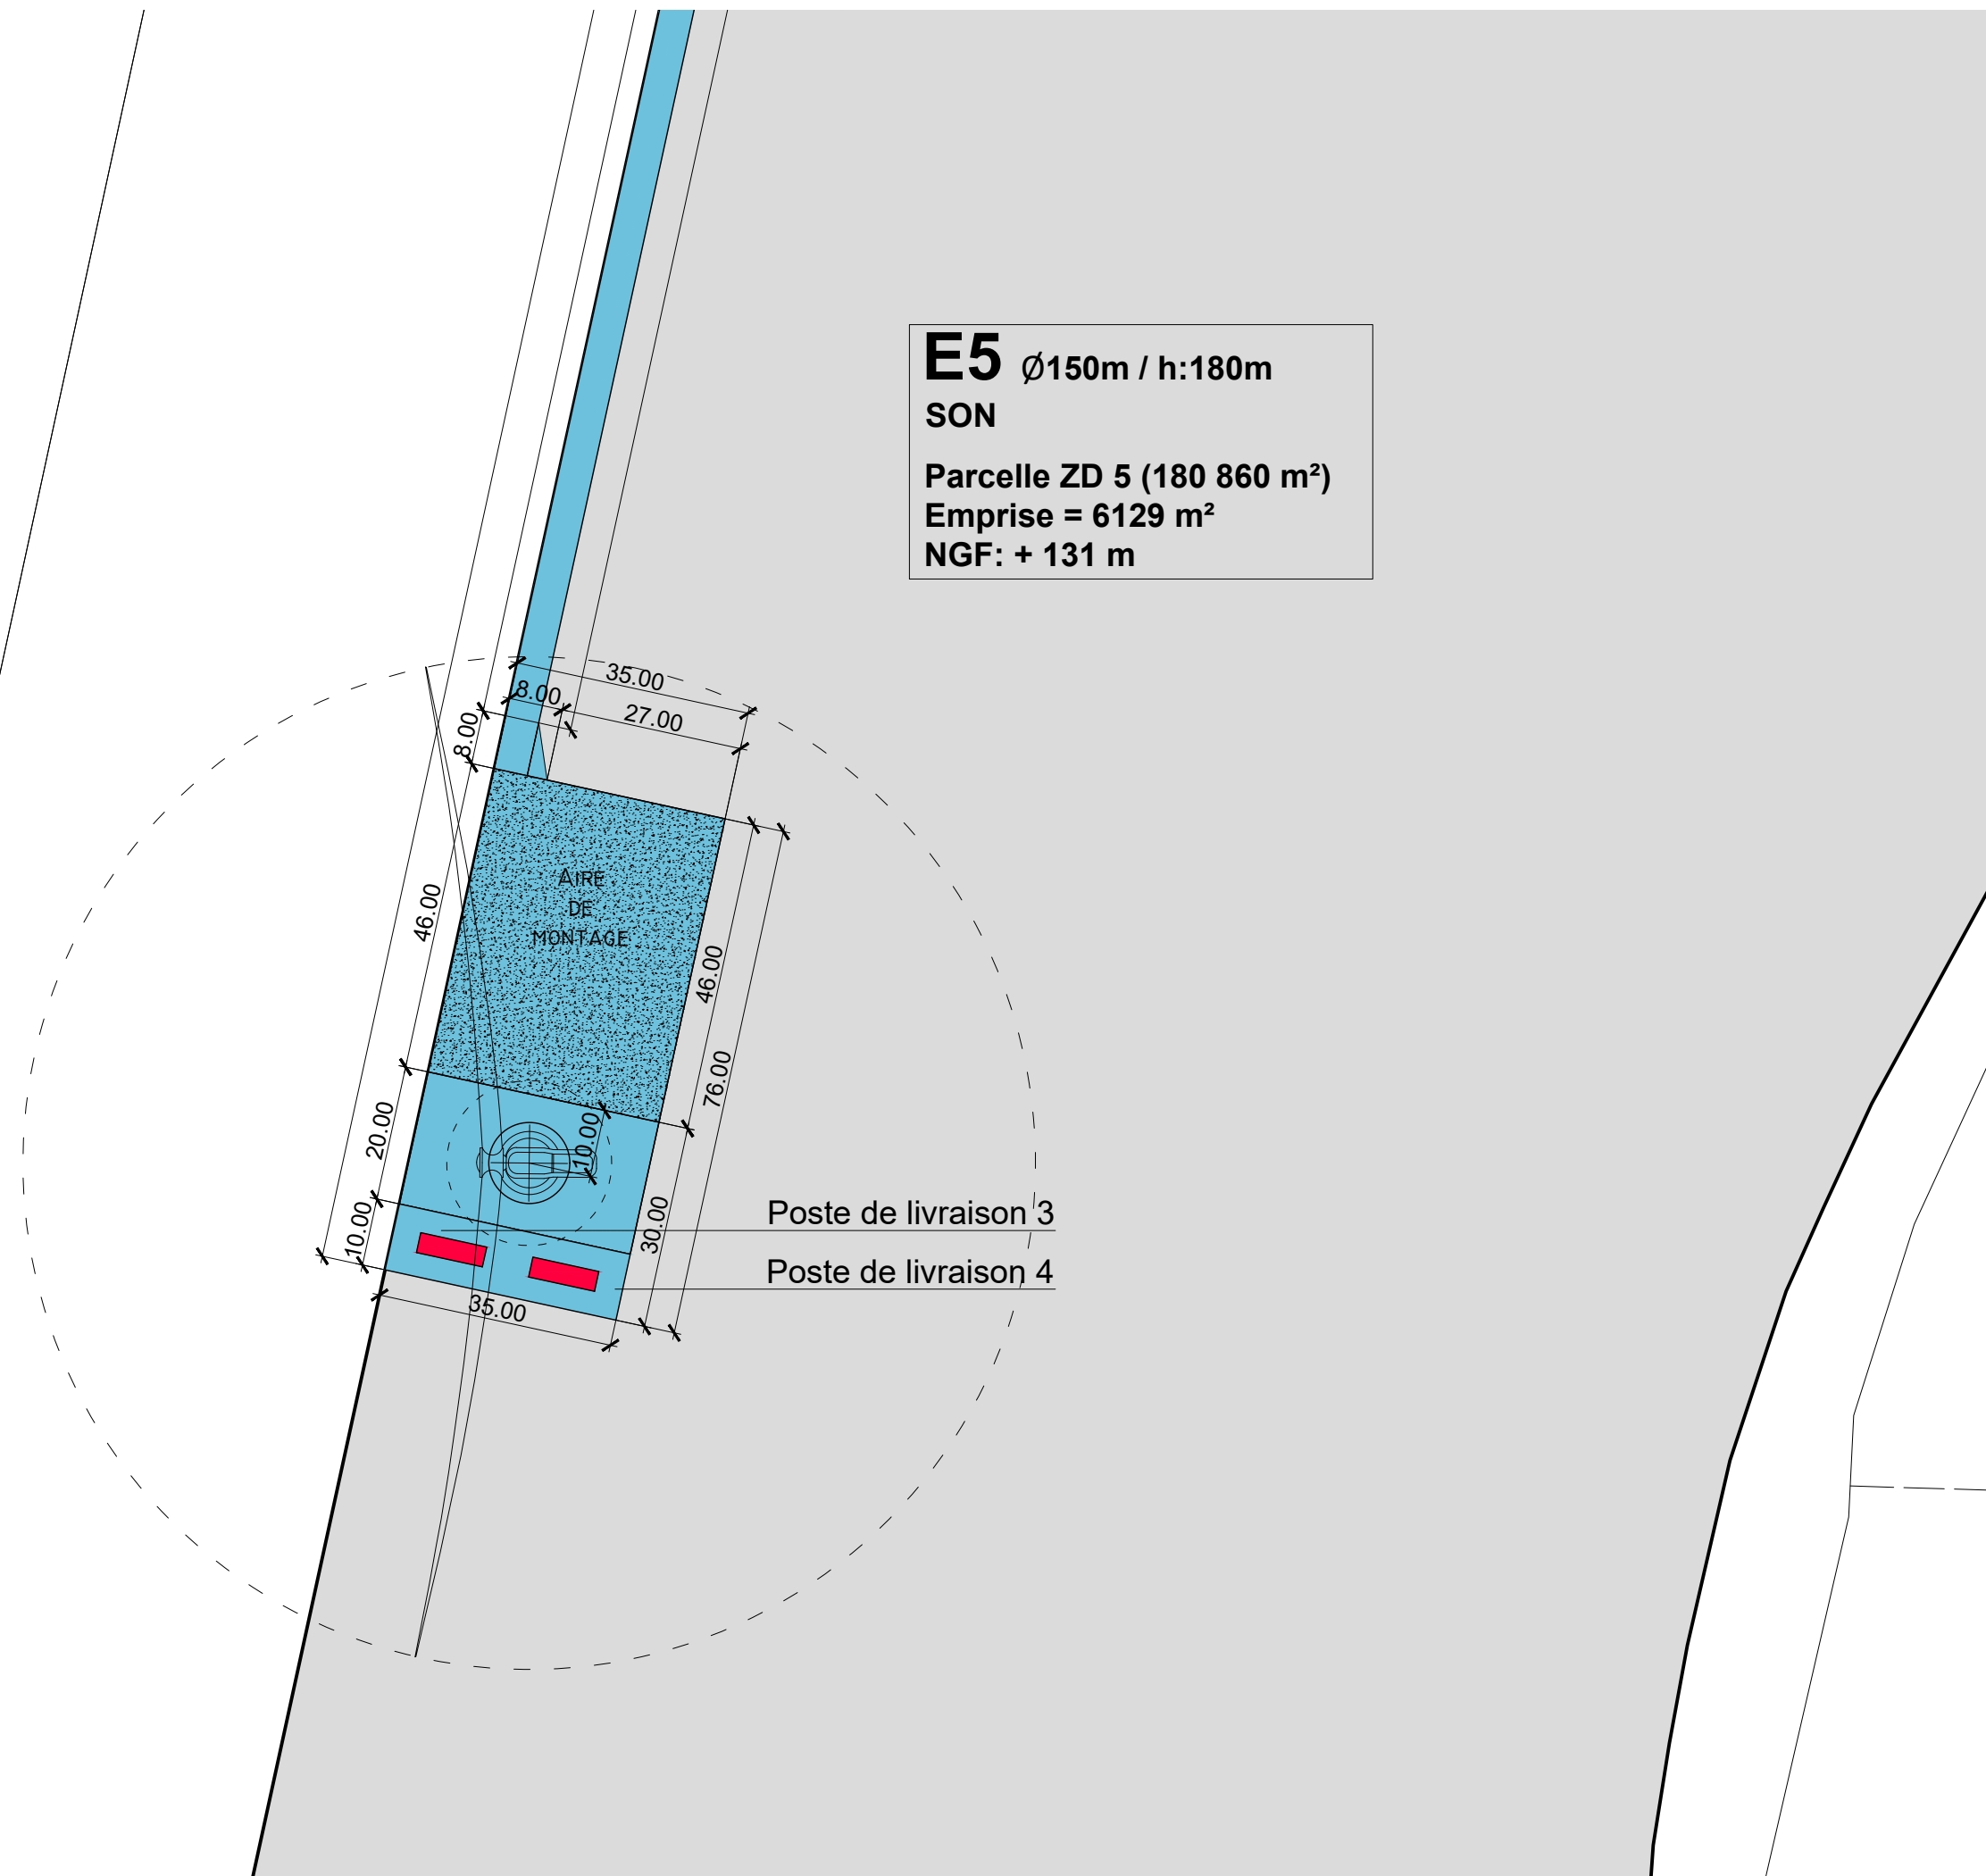 E5 Ø150m / h:180m
SON
Parcelle ZD 5 (180 860 m²)
Emprise = 6129 m²
NGF: + 131 m
35.00
8.00
27.00
8.00
AIRE
DE
MONTAGE
46.00
46.00
76.00
20.00
10.00
10.00
30.00
Poste de livraison 3
Poste de livraison 4
35.00